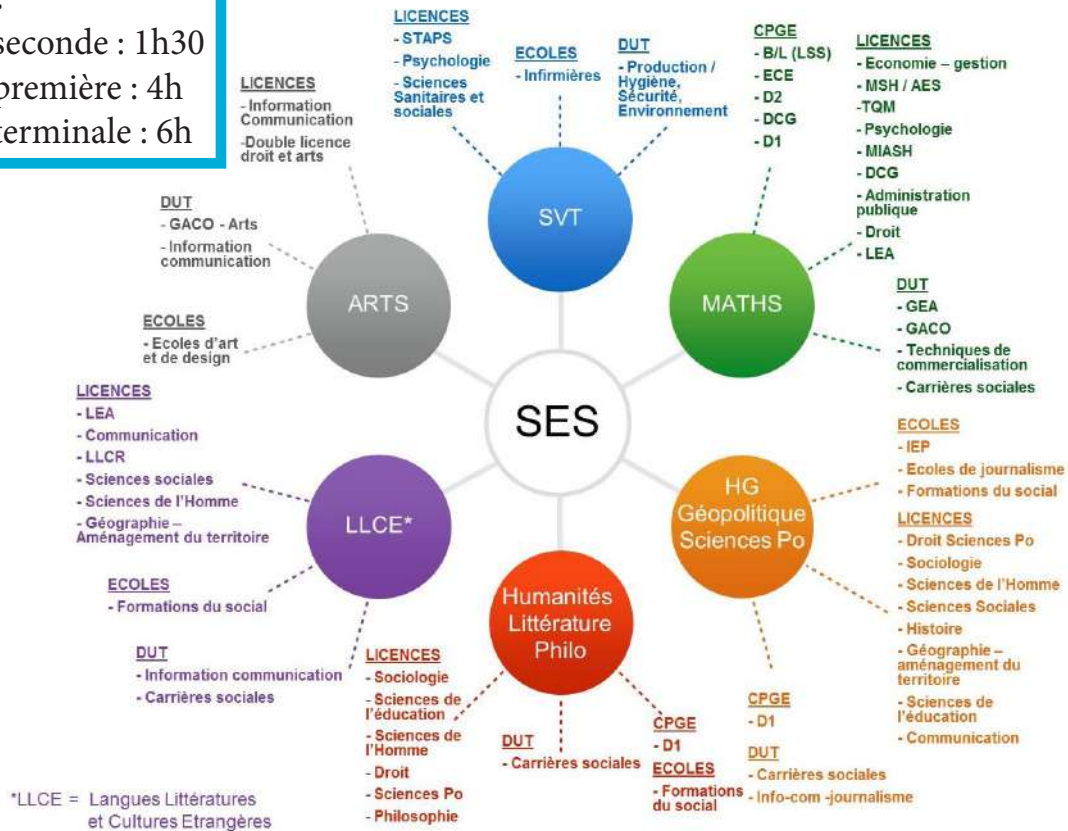 seconde : 1h30
première : 4h
terminale : 6h
LICENCES
- Information
Communication
-Double licence
droit et arts
DUT
- GACO - Arts
- Information
communication
ECOLES
- Ecoles d'art
et de design
ARTS
LICENCES
- STAPS
- Psychologie
- Sciences
Sanitaires et
sociales
ECOLES
- Infirmières
DUT
- Production /
Hygiène,
Sécurité,
Environnement
SVT
CPGE
- B/L (LSS)
- ECE
- D2
- DCG
- D1
LICENCES
- Economie – gestion
- MSH / AES
-TQM
- Psychologie
- MIASH
- DCG
- Administration
publique
- Droit
- LEA
DUT
- GEA
- GACO
- Techniques de
commercialisation
- Carrières sociales
MATHS
SES
LICENCES
- LEA
- Communication
- LLCR
- Sciences sociales
- Sciences de l'Homme
- Géographie –
Aménagement du territoire
ECOLES
- Formations du social
DUT
- Information communication
- Carrières sociales
LLCE*
Humanités
Littérature
Philo
LICENCES
- Sociologie
- Sciences de
l'éducation
- Sciences de
l'Homme
- Droit
- Sciences Po
- Philosophie
DUT
- Carrières sociales
CPGE
- D1
ECOLES
- Formations
du social
HG
Géopolitique
Sciences Po
ECOLES
- IEP
- Ecoles de journalisme
- Formations du social
LICENCES
- Droit Sciences Po
- Sociologie
- Sciences de l'Homme
- Sciences Sociales
- Histoire
- Géographie –
aménagement du
territoire
- Sciences de
l'éducation
- Communication
CPGE
- D1
DUT
- Carrières sociales
- Info-com -journalisme
*LLCE = Langues Littératures
et Cultures Etrangères